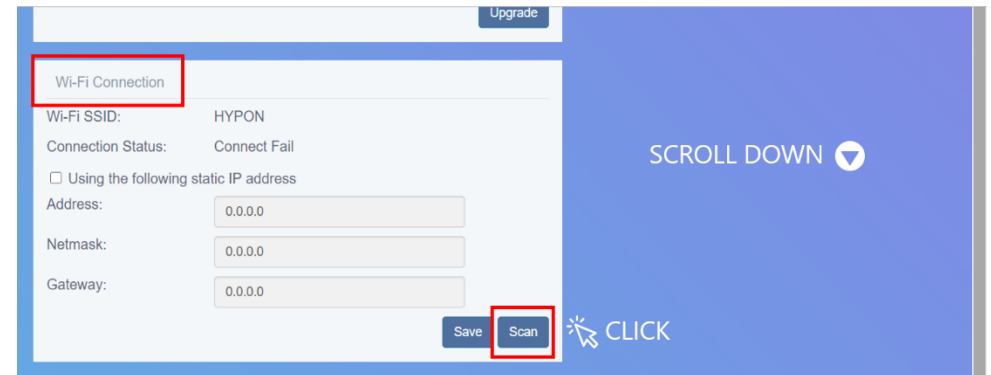 Upgrade
Wi-Fi Connection
Wi-Fi SSID: HYPON
Connection Status: Connect Fail
Using the following static IP address
Address: 0.0.0.0
Netmask: 0.0.0.0
Gateway: 0.0.0.0
Save Scan
SCROLL DOWN
CLICK